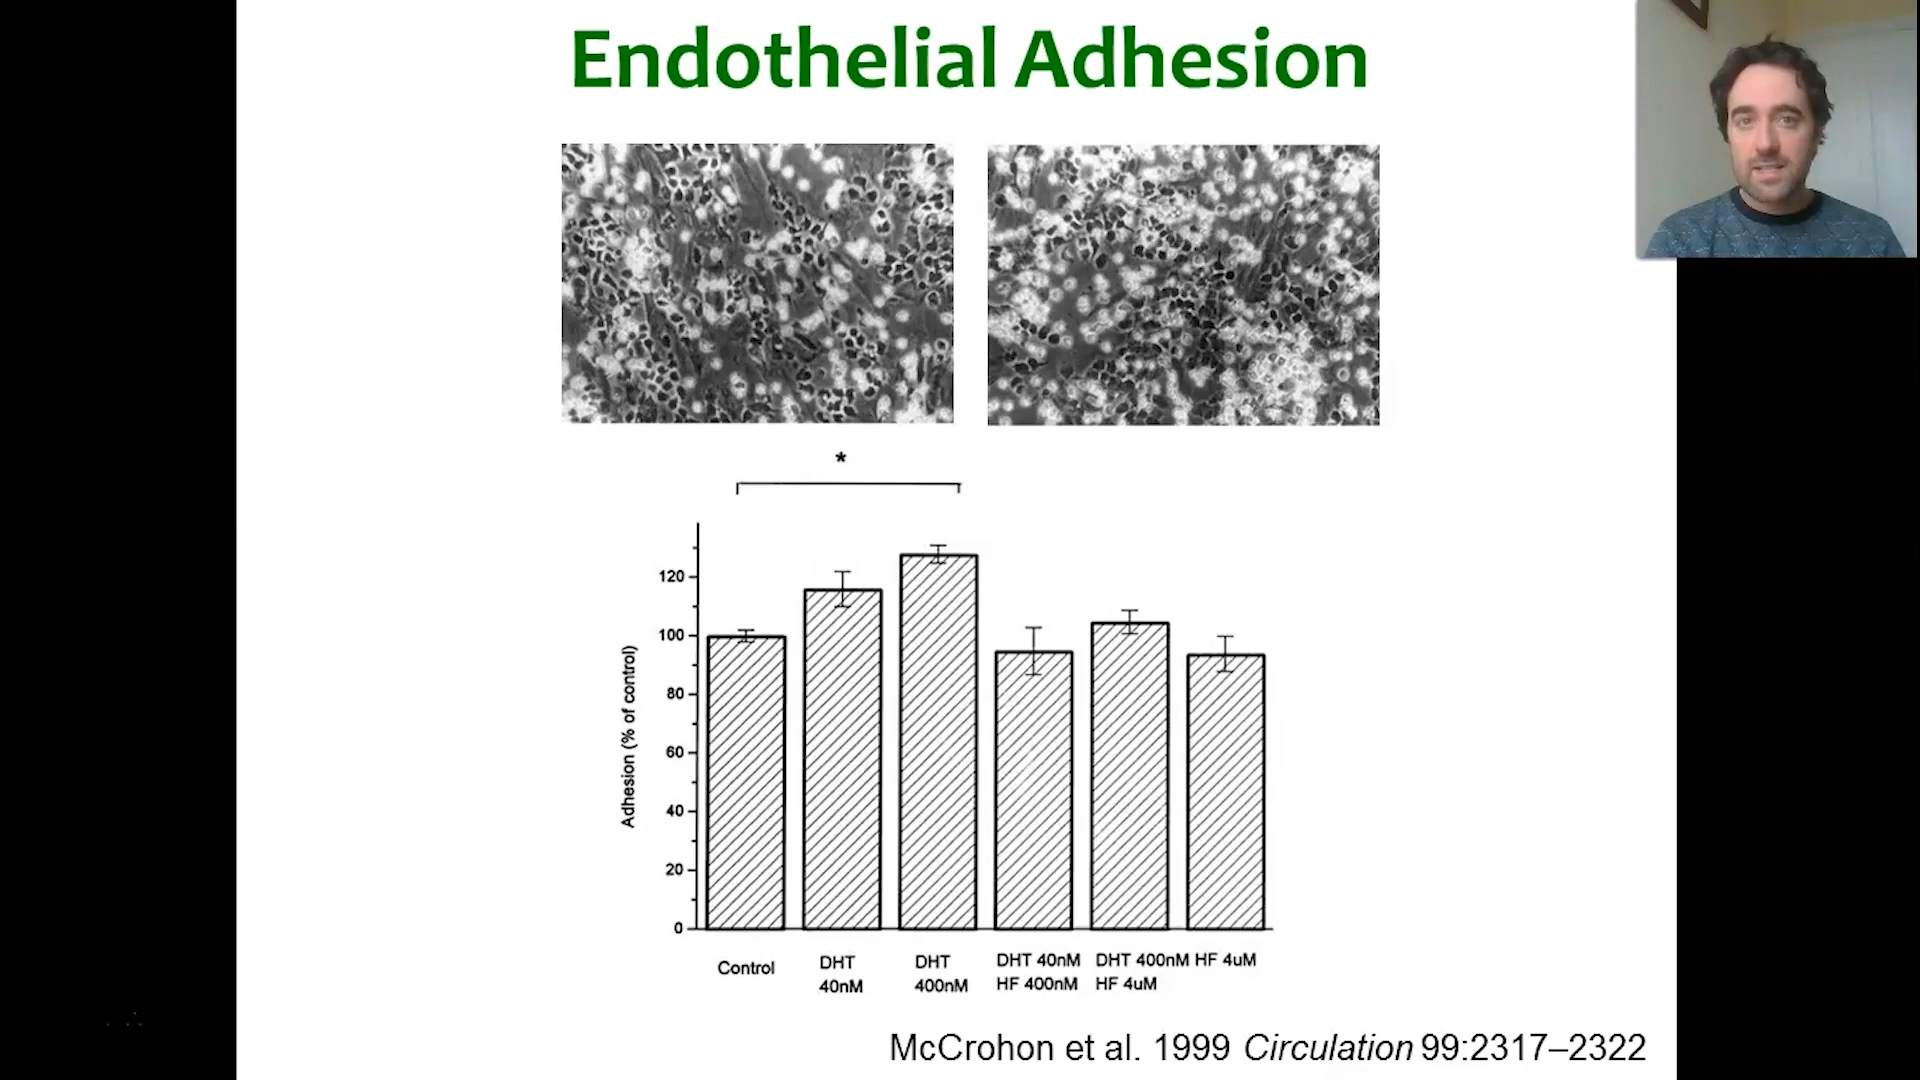 Endothelial Adhesion
*
120
100
80
60
40
20
0
Adhesion (% of control)
Control
DHT
40nM
DHT
400nM
DHT 40nM
HF 400nM
DHT 400nM
HF 4uM
HF 4uM
McCrohon et al. 1999 Circulation 99:2317–2322